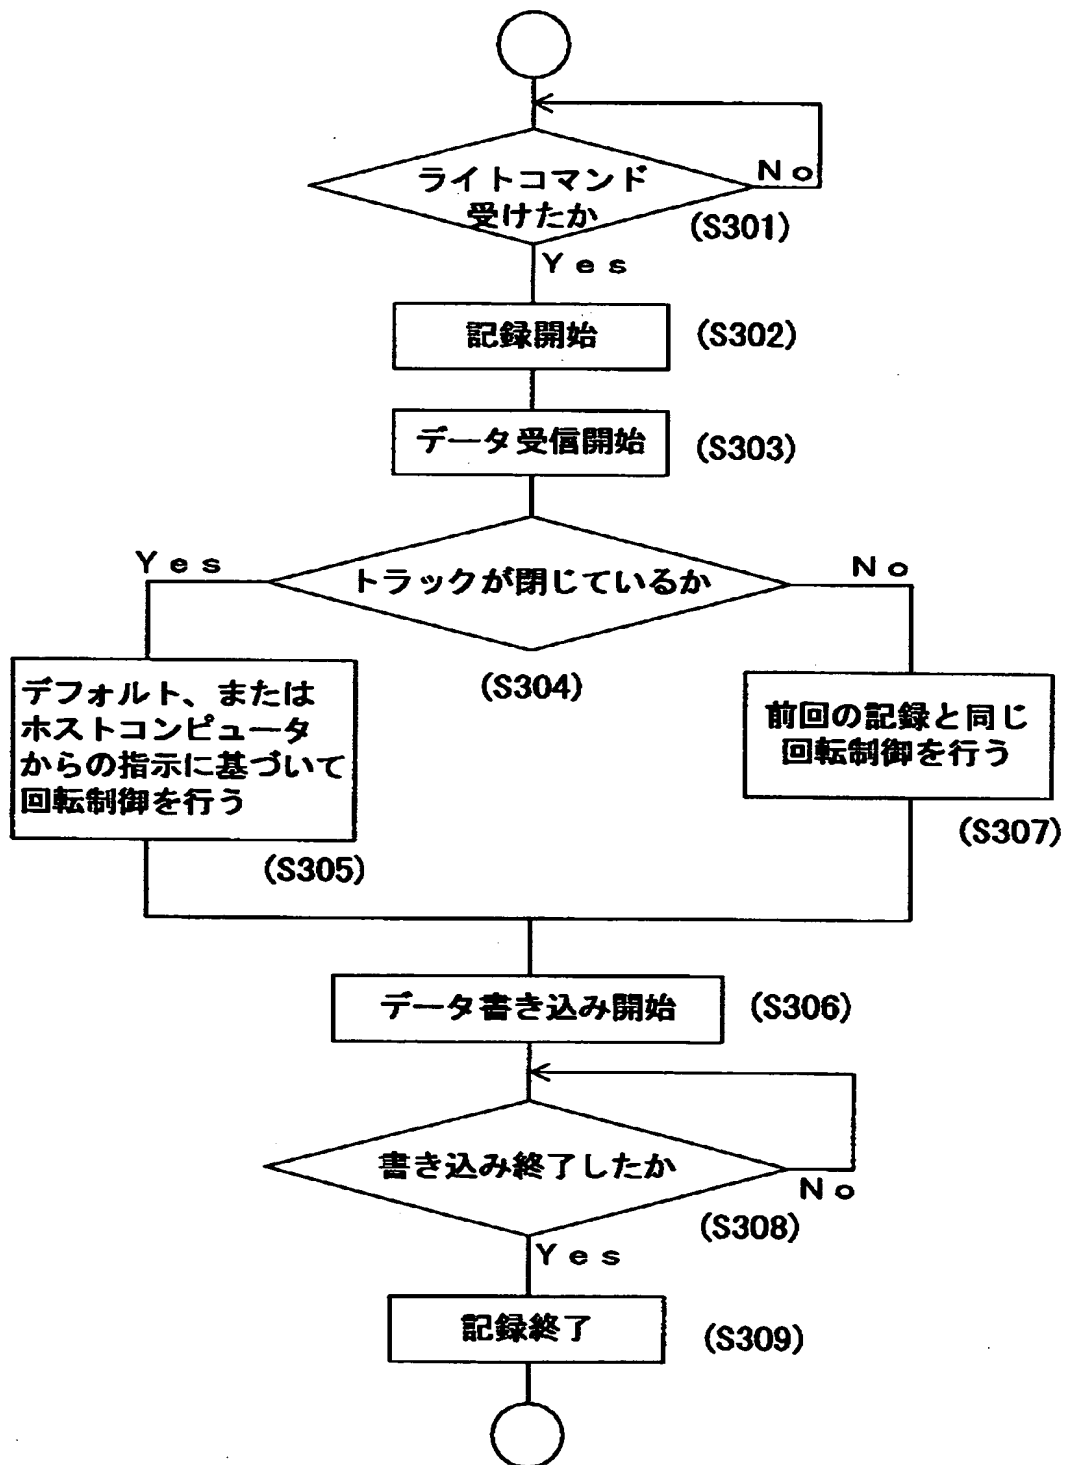 ライトコマンド
受けたか
No
(S301)
Yes
記録開始
(S302)
データ受信開始
(S303)
Yes
トラックが閉じているか
No
(S304)
デフォルト、または
ホストコンピュータ
からの指示に基づいて
回転制御を行う
(S305)
前回の記録と同じ
回転制御を行う
(S307)
データ書き込み開始
(S306)
書き込み終了したか
No
(S308)
Yes
記録終了
(S309)